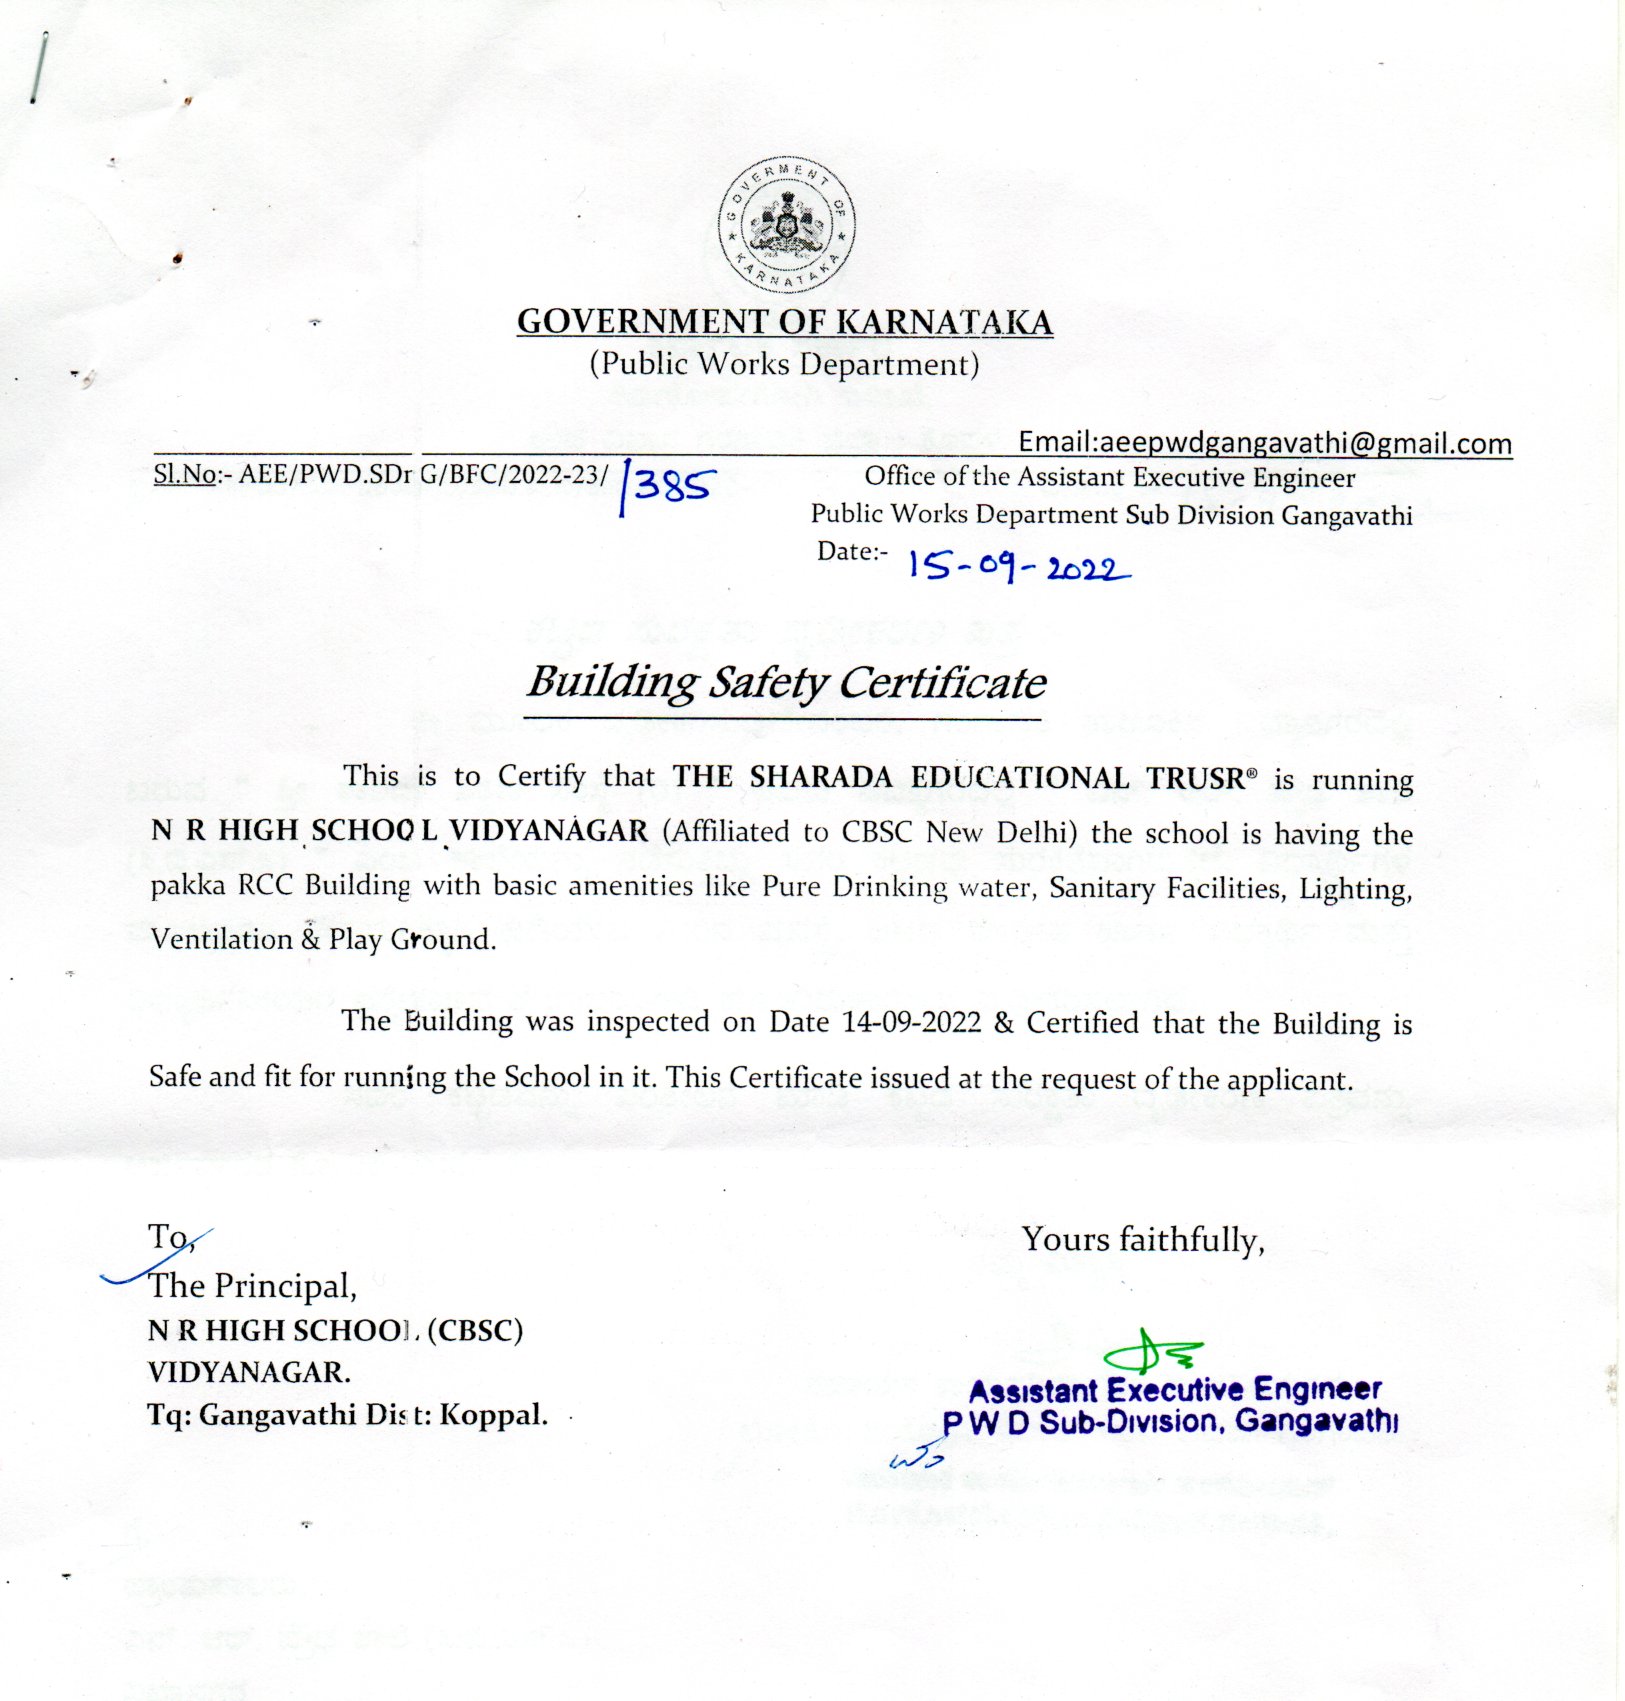 GOVERMENT OF
KARNATAKA
GOVERNMENT OF KARNATAKA
(Public Works Department)
Email:aeepwdgangavathi@gmail.com
Sl.No:- AEE/PWD.SDr G/BFC/2022-23/ /385
Office of the Assistant Executive Engineer
Public Works Department Sub Division Gangavathi
Date:- 15-09-2022
Building Safety Certificate
This is to Certify that THE SHARADA EDUCATIONAL TRUSR® is running
N R HIGH SCHOOL VIDYANAGAR (Affiliated to CBSC New Delhi) the school is having the
pakka RCC Building with basic amenities like Pure Drinking water, Sanitary Facilities, Lighting,
Ventilation & Play Ground.
The Building was inspected on Date 14-09-2022 & Certified that the Building is
Safe and fit for running the School in it. This Certificate issued at the request of the applicant.
To,
The Principal,
N R HIGH SCHOOL (CBSC)
VIDYANAGAR.
Tq: Gangavathi Dist: Koppal.
Yours faithfully,
Assistant Executive Engineer
P W D Sub-Division, Gangavathi